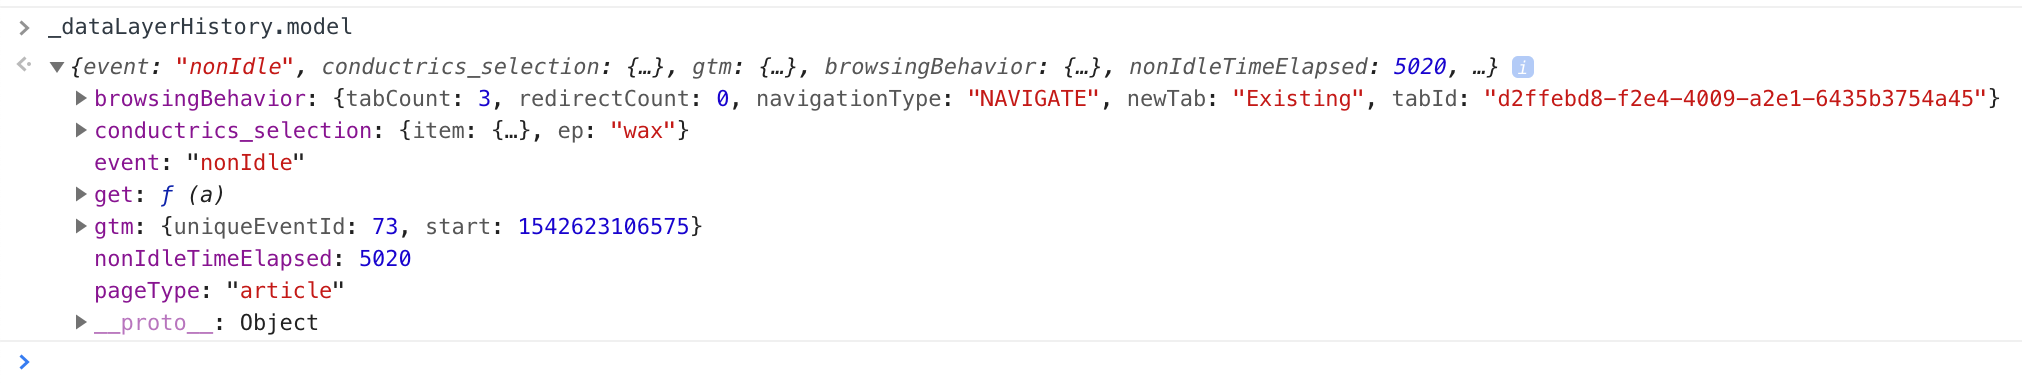 > _dataLayerHistory.model
{event: "nonIdle", conductrics_selection: {…}, gtm: {…}, browsingBehavior: {…}, nonIdleTimeElapsed: 5020, …} i
browsingBehavior: {tabCount: 3, redirectCount: 0, navigationType: "NAVIGATE", newTab: "Existing", tabId: "d2ffebd8-f2e4-4009-a2e1-6435b3754a45"}
conductrics_selection: {item: {…}, ep: "wax"}
event: "nonIdle"
get: ƒ (a)
gtm: {uniqueEventId: 73, start: 1542623106575}
nonIdleTimeElapsed: 5020
pageType: "article"
__proto__: Object
>